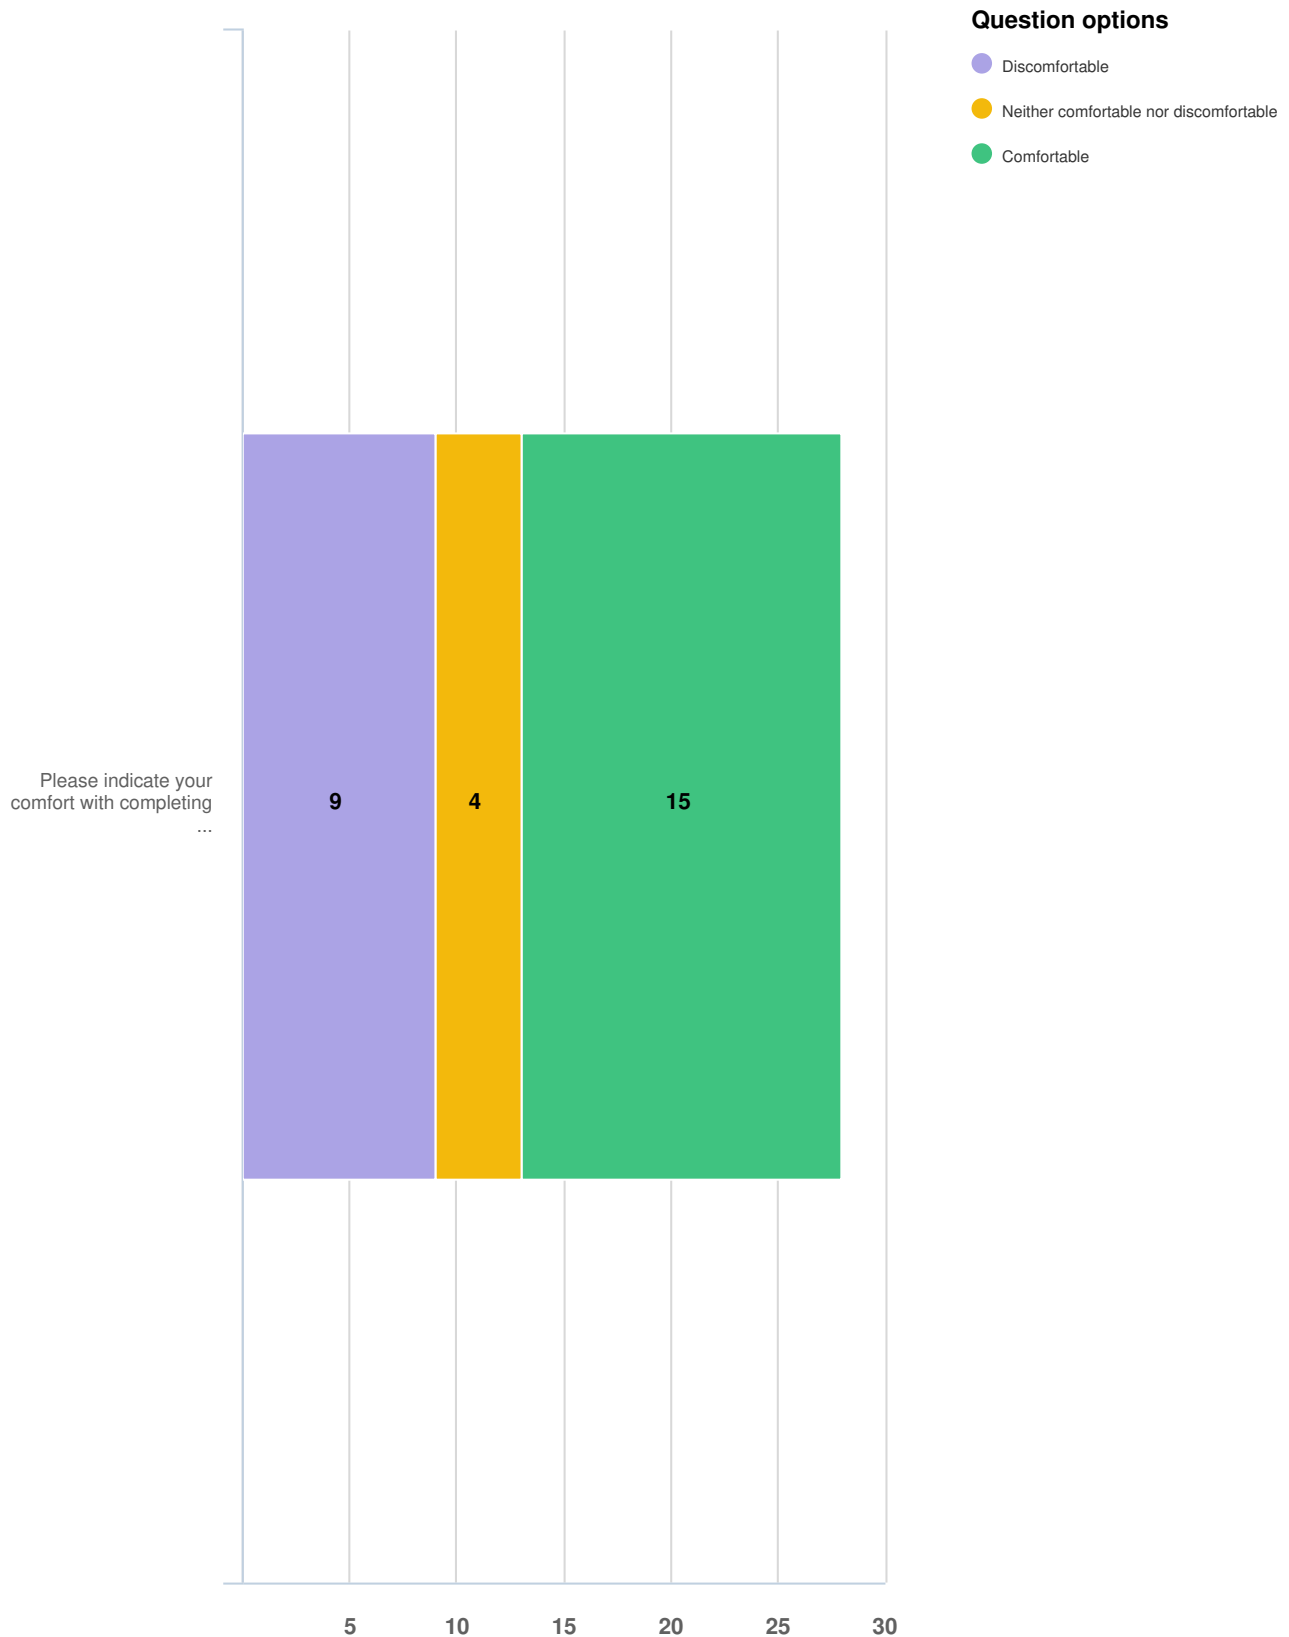 Question options
Discomfortable
Neither comfortable nor discomfortable
Comfortable
Please indicate your
comfort with completing
...
9
4
15
5
10
15
20
25
30